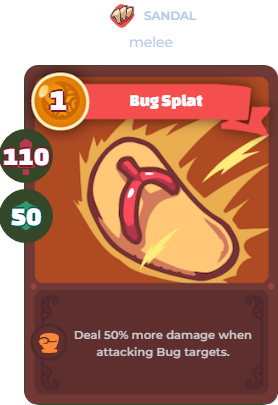 SANDAL
melee
1
Bug Splat
110
50
Deal 50% more damage when
attacking Bug targets.